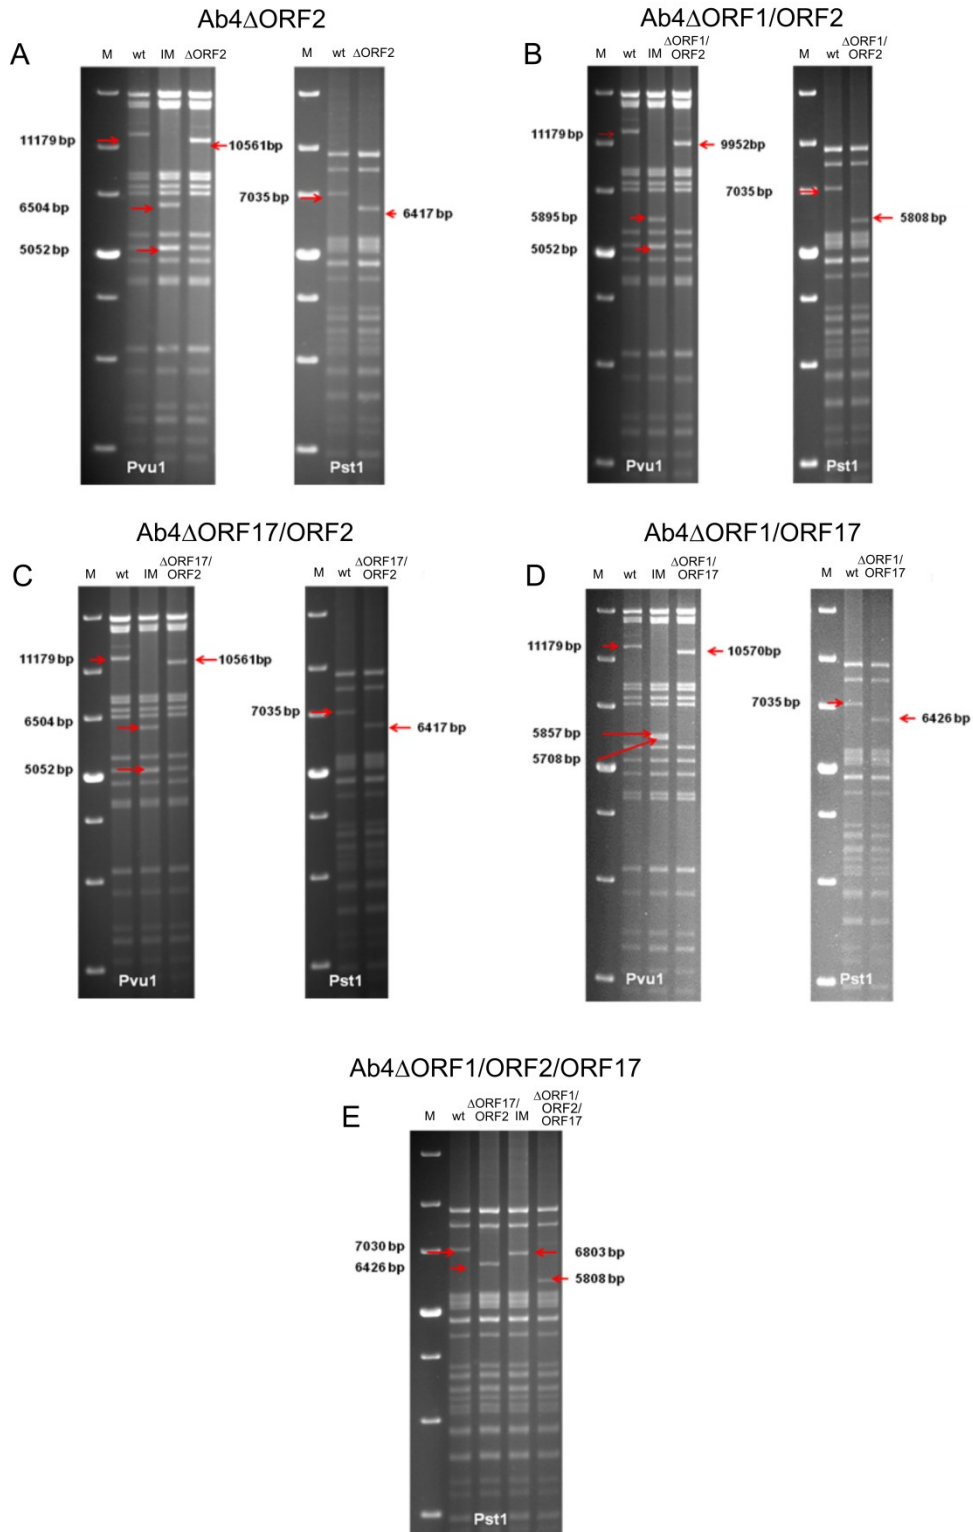 Ab4ΔORF2
A
M wt IM ΔORF2
M wt ΔORF2
11179 bp
10561bp
7035 bp
6504 bp
6417 bp
5052 bp
Pvu1
Pst1
Ab4ΔORF1/ORF2
B
M wt IM ΔORF1/
ORF2
M wt ΔORF1/
ORF2
11179 bp
9952bp
7035 bp
5895 bp
5808 bp
5052 bp
Pvu1
Pst1
Ab4ΔORF17/ORF2
C
M wt IM ΔORF17/
ORF2
M wt ΔORF17/
ORF2
11179 bp
10561bp
7035 bp
6504 bp
6417 bp
5052 bp
Pvu1
Pst1
Ab4ΔORF1/ORF17
D
M wt IM ΔORF1/
ORF17
M wt ΔORF1/
ORF17
11179 bp
10570bp
7035 bp
6426 bp
5857 bp
5708 bp
Pvu1
Pst1
Ab4ΔORF1/ORF2/ORF17
E
M wt ΔORF17/
ORF2 IM ΔORF1/
ORF2/
ORF17
7030 bp
6803 bp
6426 bp
5808 bp
Pst1